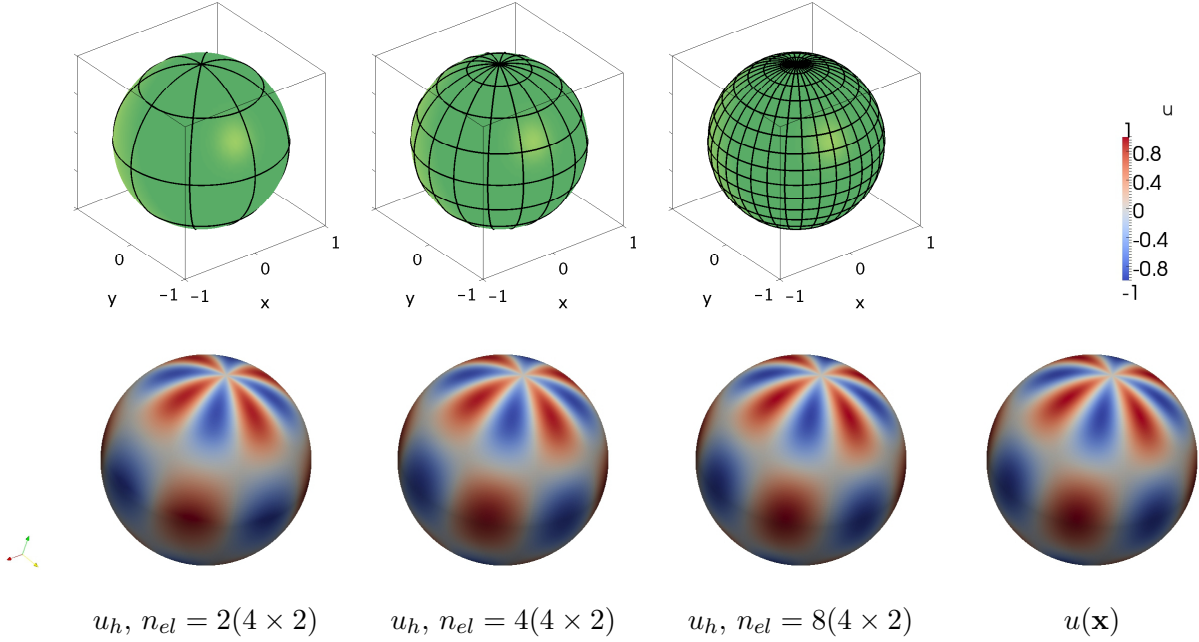 0
y
-1
-1
0
x
1
0
y
-1
-1
0
x
1
0
y
-1
-1
0
x
1
u
1
0.8
0.4
0
-0.4
-0.8
-1
u_h, n_{el} = 2(4 × 2)
u_h, n_{el} = 4(4 × 2)
u_h, n_{el} = 8(4 × 2)
u(𝐱)